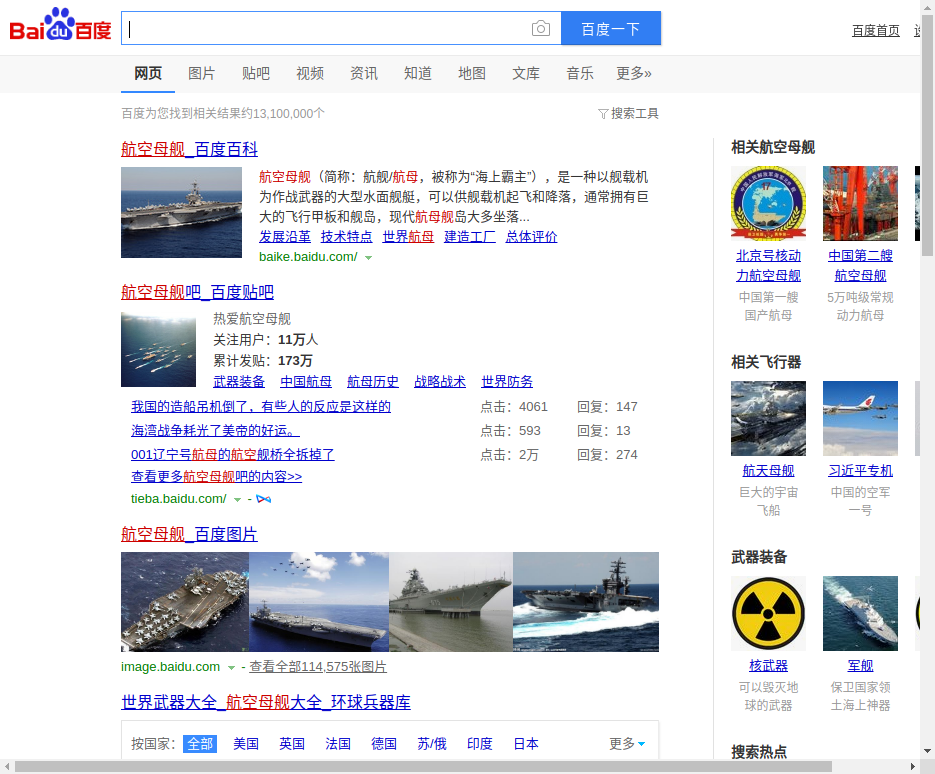 Bai du 百度
百度一下
百度首页
网页 图片 贴吧 视频 资讯 知道 地图 文库 音乐 更多»
百度为您找到相关结果约13,100,000个
搜索工具
航空母舰_百度百科
航空母舰（简称：航舰/航母，被称为“海上霸主”），是一种以舰载机
为作战武器的大型水面舰艇，可以供舰载机起飞和降落，通常拥有巨
大的飞行甲板和舰岛，现代航母舰岛大多坐落...
发展沿革 技术特点 世界航母 建造工厂 总体评价
baike.baidu.com/
航空母舰吧_百度贴吧
热爱航空母舰
关注用户：11万人
累计发贴：173万
武器装备 中国航母 航母历史 战略战术 世界防务
我国的造船吊机倒了，有些人的反应是这样的 点击：4061 回复：147
海湾战争耗光了美帝的好运。 点击：593 回复：13
001辽宁号航母的航空舰桥全拆掉了 点击：2万 回复：274
查看更多航空母舰吧的内容>>
tieba.baidu.com/ -
航空母舰_百度图片
image.baidu.com - 查看全部114,575张图片
世界武器大全_航空母舰大全_环球兵器库
按国家： 全部 美国 英国 法国 德国 苏/俄 印度 日本 更多
相关航空母舰
北京号核动 中国第二艘
力航空母舰 航空母舰
中国第一艘 5万吨级常规
国产航母 动力航母
相关飞行器
航天母舰 习近平专机
巨大的宇宙 中国的空军
飞船 一号
武器装备
核武器 军舰
可以毁灭地 保卫国家领
球的武器 土海上神器
搜索热点